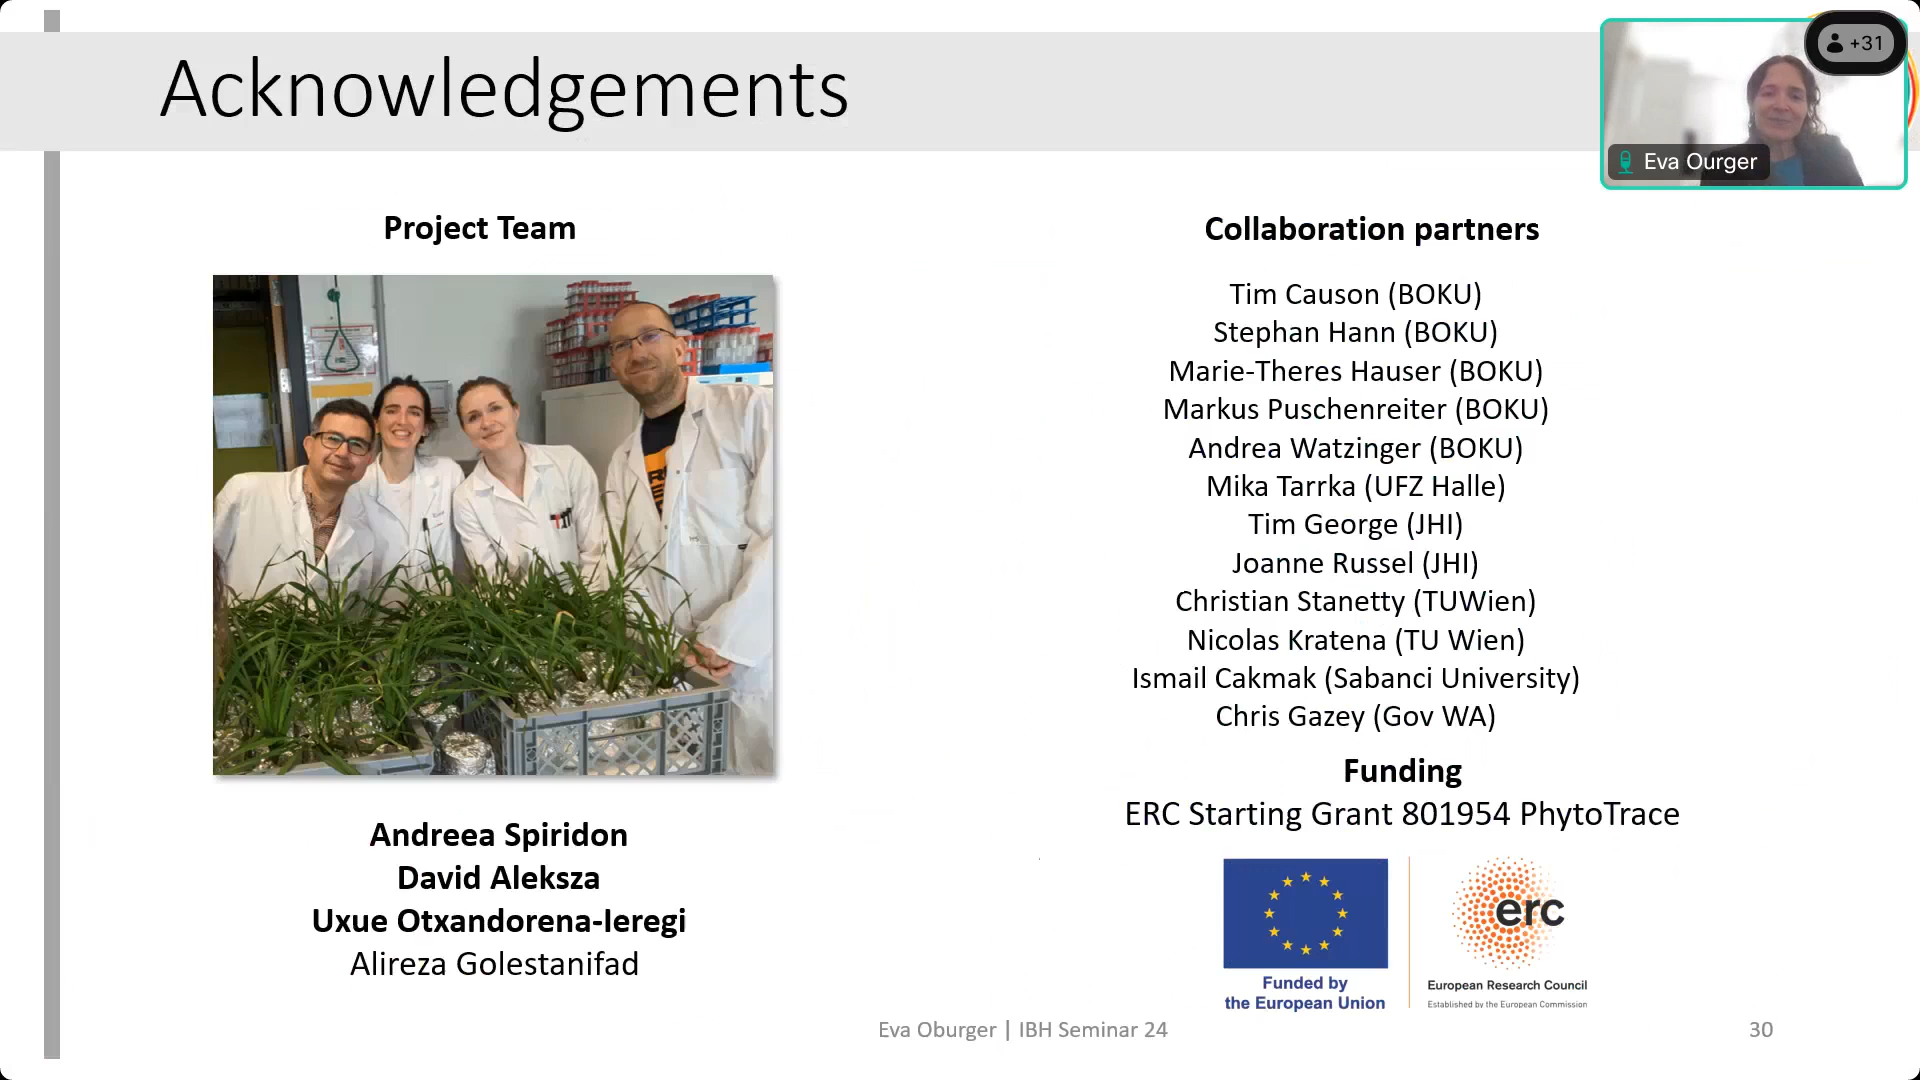 Acknowledgements
+31
Eva Ourger
Project Team
Andreea Spiridon
David Aleksza
Uxue Otxandorena-Ieregi
Alireza Golestanifad
Collaboration partners
Tim Causon (BOKU)
Stephan Hann (BOKU)
Marie-Theres Hauser (BOKU)
Markus Puschenreiter (BOKU)
Andrea Watzinger (BOKU)
Mika Tarrka (UFZ Halle)
Tim George (JHI)
Joanne Russel (JHI)
Christian Stanetty (TUWien)
Nicolas Kratena (TU Wien)
Ismail Cakmak (Sabanci University)
Chris Gazey (Gov WA)
Funding
ERC Starting Grant 801954 PhytoTrace
Funded by
the European Union
erc
European Research Council
Established by the European Commission
Eva Oburger | IBH Seminar 24
30